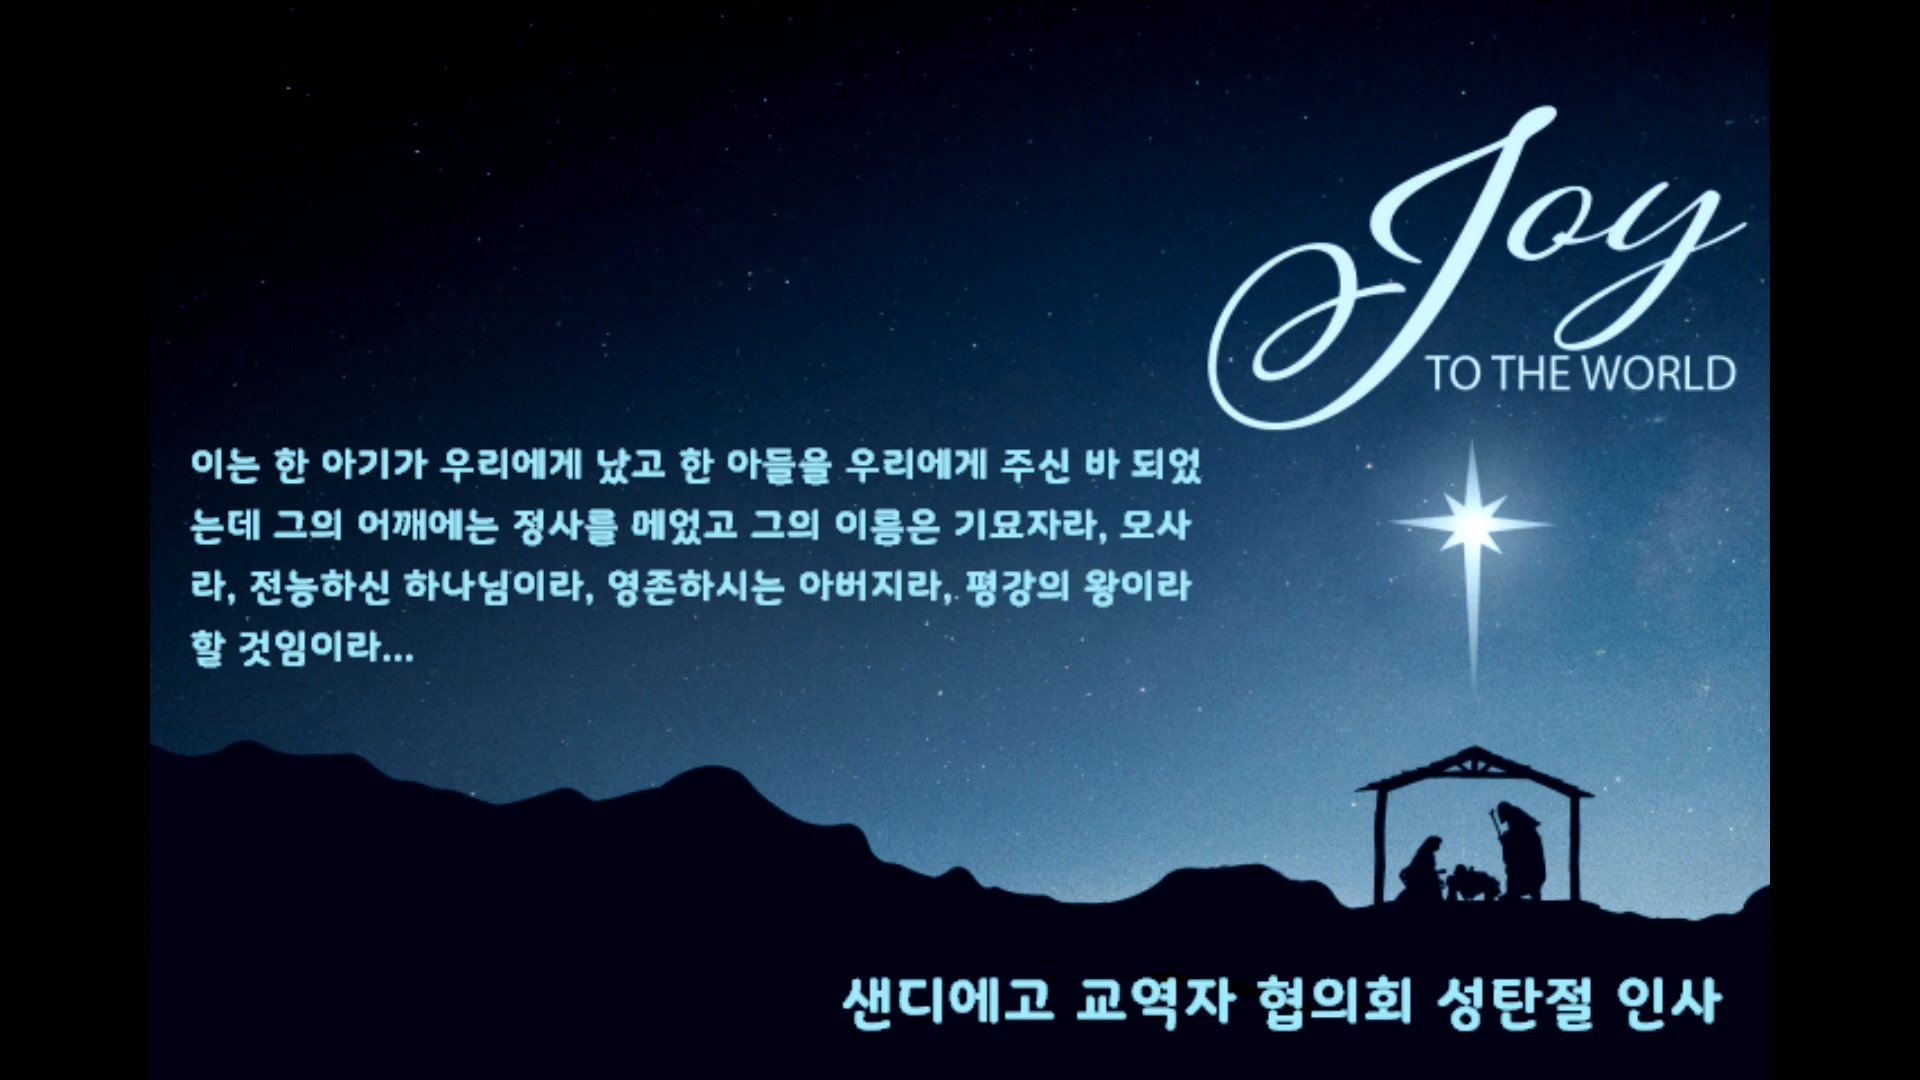 Joy
TO THE WORLD
이는 한 아기가 우리에게 났고 한 아들을 우리에게 주신 바 되었
는데 그의 어깨에는 정사를 메었고 그의 이름은 기묘자라, 모사
라, 전능하신 하나님이라, 영존하시는 아버지라, 평강의 왕이라
할 것임이라...
샌디에고 교역자 협의회 성탄절 인사